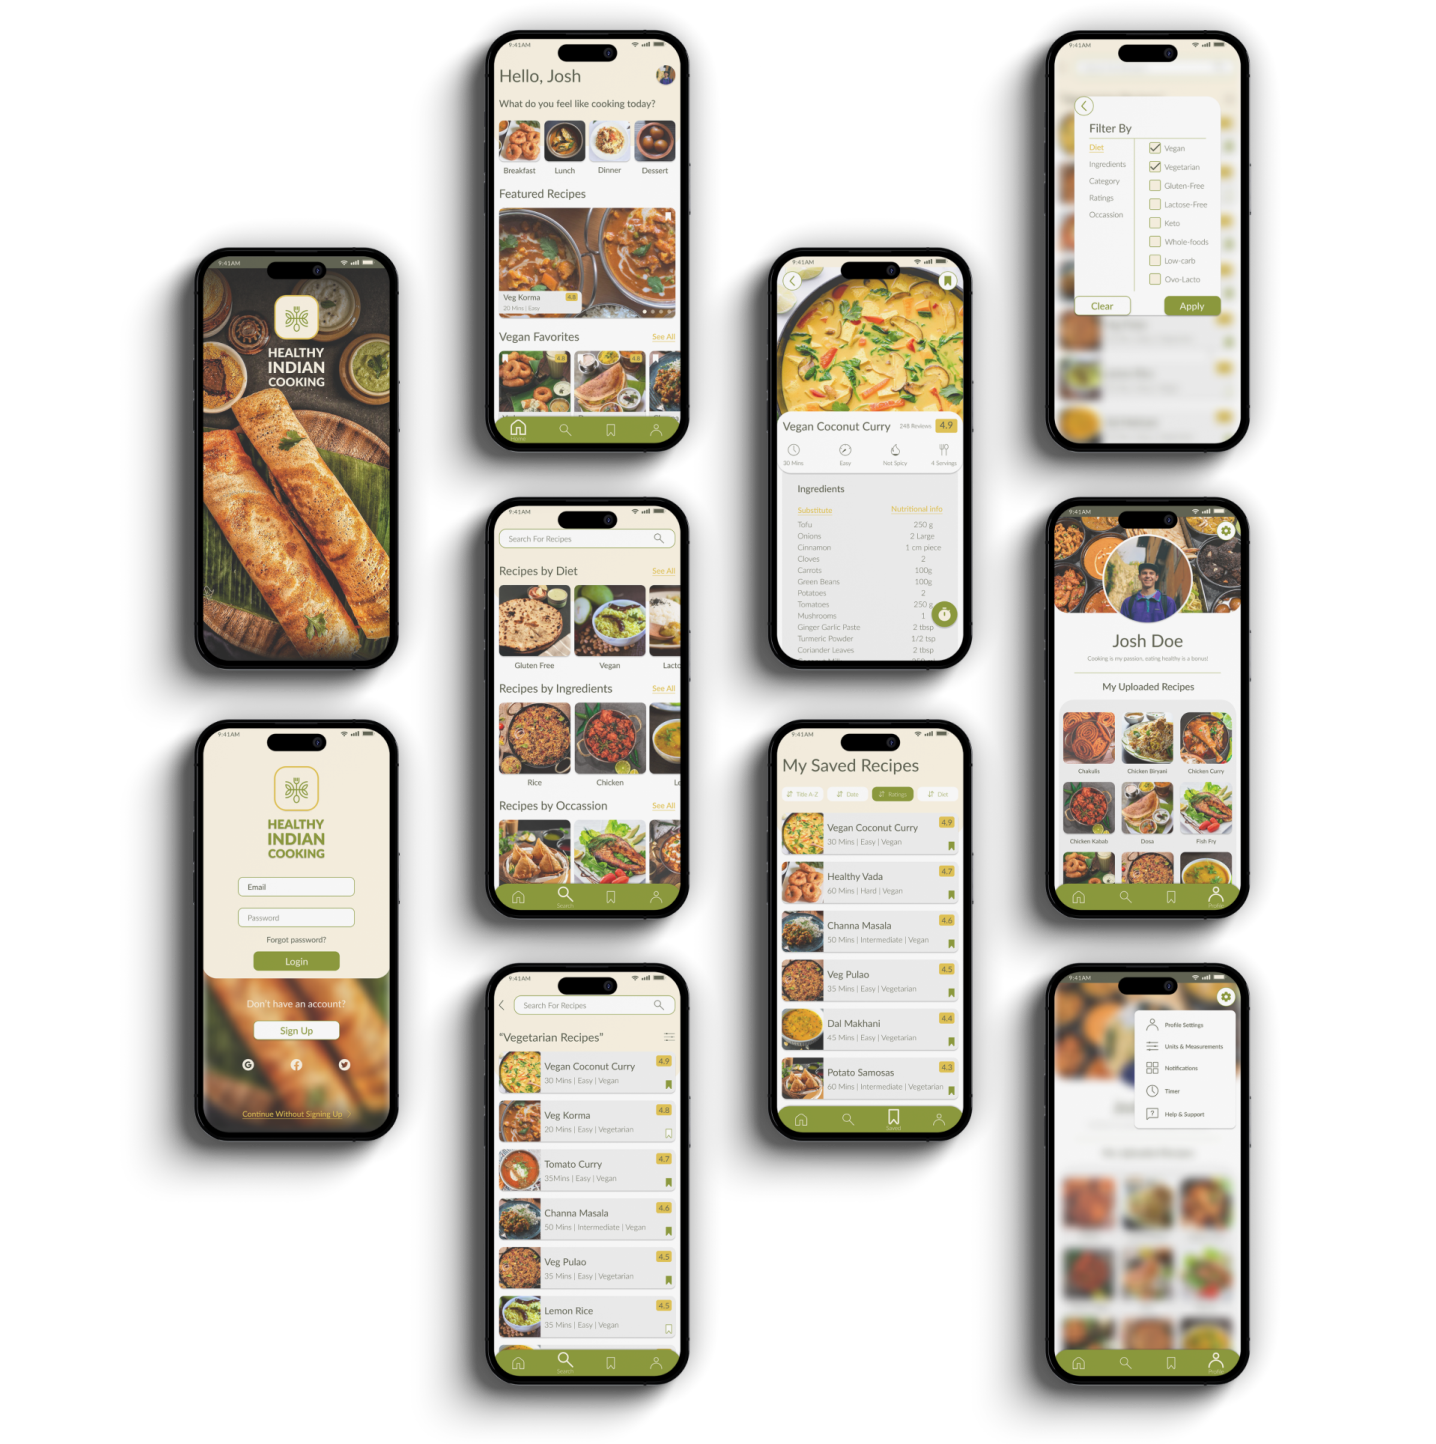 9:41AM
HEALTHY
INDIAN
COOKING
9:41AM
HEALTHY
INDIAN
COOKING
Email
Password
Forgot password?
Login
Don't have an account?
Sign Up
Continue Without Signing Up
9:41AM
Hello, Josh
What do you feel like cooking today?
Breakfast Lunch Dinner Dessert
Featured Recipes
Veg Korma 4.8
20 Mins | Easy
Vegan Favorites See All
4.8 4.8
Home
9:41AM
Search For Recipes
Recipes by Diet See All
Gluten Free Vegan Lacto
Recipes by Ingredients See All
Rice Chicken Le
Recipes by Occassion See All
Search
9:41AM
Search For Recipes
"Vegetarian Recipes"
Vegan Coconut Curry 4.9
30 Mins | Easy | Vegan
Veg Korma 4.8
20 Mins | Easy | Vegetarian
Tomato Curry 4.7
35Mins | Easy | Vegan
Channa Masala 4.6
50 Mins | Intermediate | Vegan
Veg Pulao 4.5
35 Mins | Easy | Vegetarian
Lemon Rice 4.5
35 Mins | Easy | Vegan
Search
9:41AM
Vegan Coconut Curry 248 Reviews 4.9
30 Mins Easy Not Spicy 4 Servings
Ingredients
Substitute Nutritional info
Tofu 250 g
Onions 2 Large
Cinnamon 1 cm piece
Cloves 2
Carrots 100g
Green Beans 100g
Potatoes 2
Tomatoes 250 g
Mushrooms 1
Ginger Garlic Paste 2 tbsp
Turmeric Powder 1/2 tsp
Coriander Leaves 2 tbsp
9:41AM
My Saved Recipes
Title A-Z Date Ratings Diet
Vegan Coconut Curry 4.9
30 Mins | Easy | Vegan
Healthy Vada 4.7
60 Mins | Hard | Vegan
Channa Masala 4.6
50 Mins | Intermediate | Vegan
Veg Pulao 4.5
35 Mins | Easy | Vegetarian
Dal Makhani 4.4
45 Mins | Easy | Vegetarian
Potato Samosas 4.3
60 Mins | Intermediate | Vegetarian
Saved
9:41AM
Filter By
Diet
Ingredients
Category
Ratings
Occassion
Vegan
Vegetarian
Gluten-Free
Lactose-Free
Keto
Whole-foods
Low-carb
Ovo-Lacto
Clear Apply
9:41AM
Josh Doe
Cooking is my passion, eating healthy is a bonus!
My Uploaded Recipes
Chakalis Chicken Biryani Chicken Curry
Chicken Kabab Dosa Fish Fry
Profile
9:41AM
Profile Settings
Units & Measurements
Notifications
Timer
Help & Support
Profile